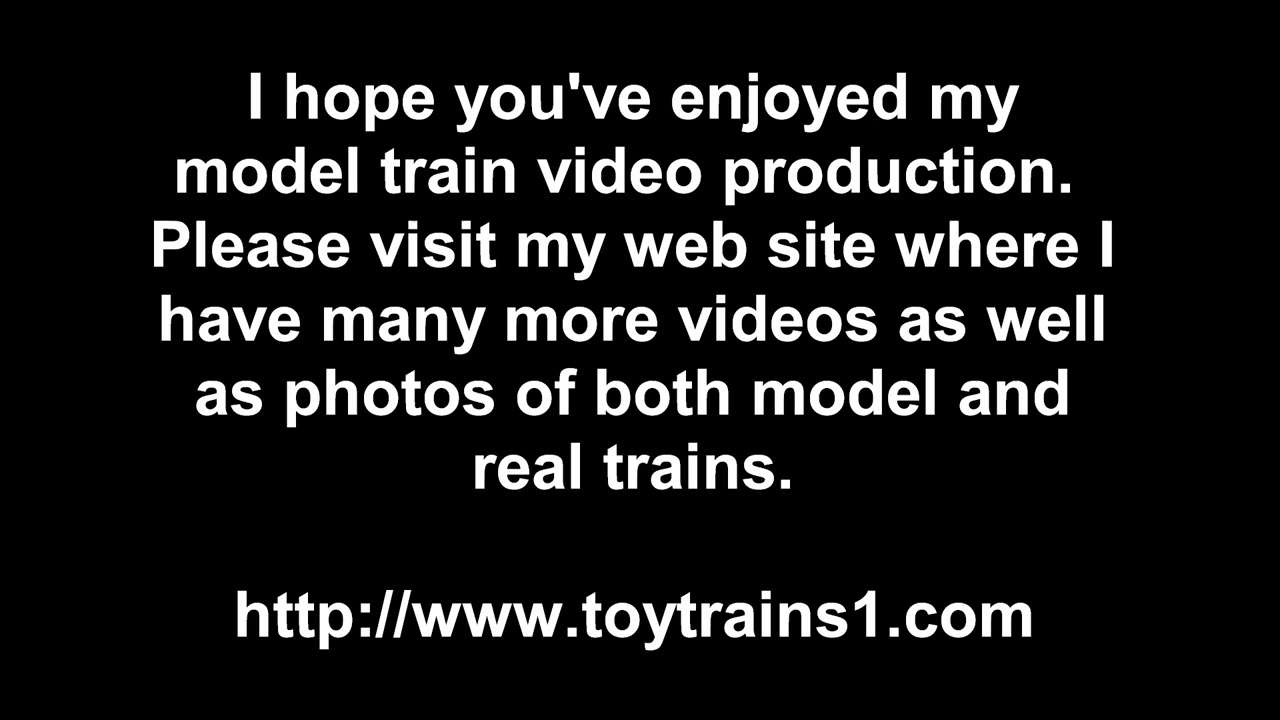 I hope you've enjoyed my
model train video production.
Please visit my web site where I
have many more videos as well
as photos of both model and
real trains.
http://www.toytrains1.com